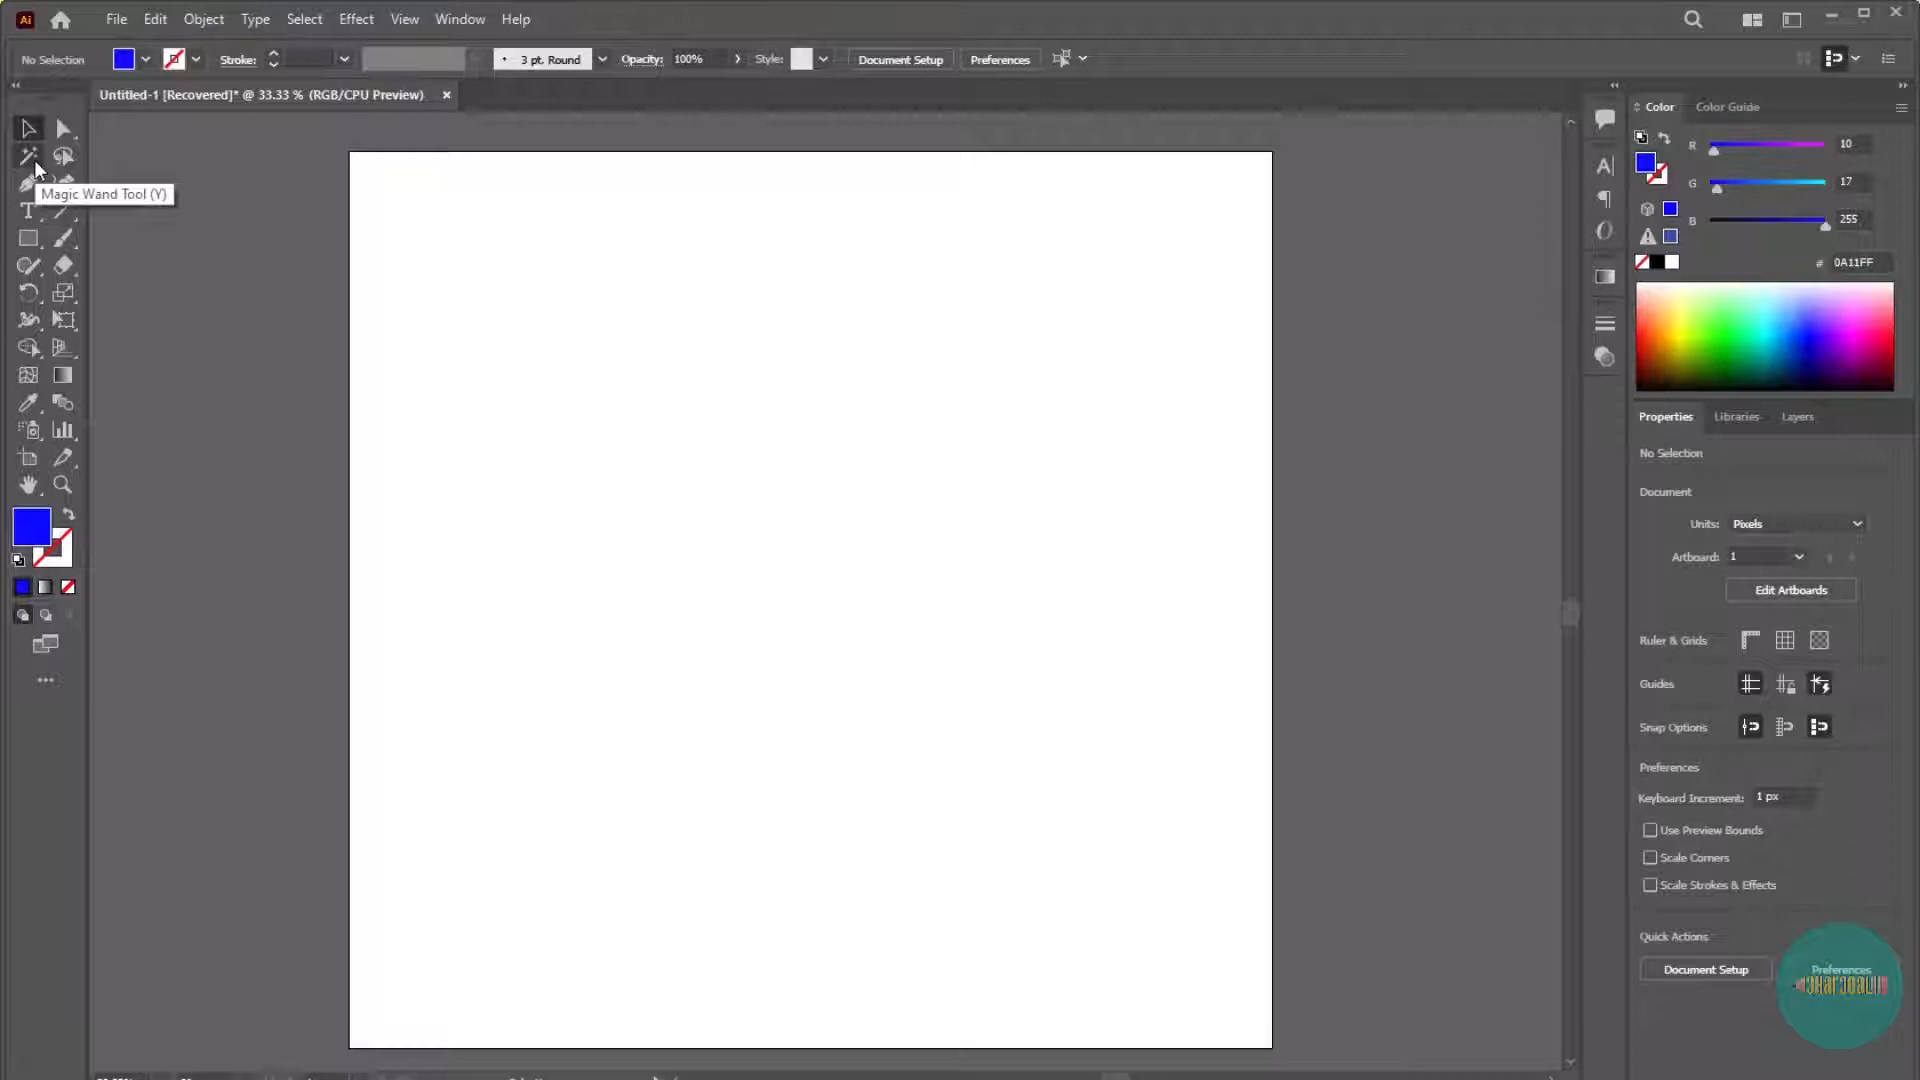 Ai File Edit Object Type Select Effect View Window Help
No Selection Stroke: 3 pt. Round Opacity: 100% Style: Document Setup Preferences
Untitled-1 [Recovered]* @ 33.33 % (RGB/CPU Preview)
Magic Wand Tool (Y)
Color Color Guide
R 10
G 17
B 255
# 0A11FF
Properties Libraries Layers
No Selection
Document
Units: Pixels
Artboard: 1
Edit Artboards
Ruler & Grids
Guides
Snap Options
Preferences
Keyboard Increment: 1 px
Use Preview Bounds
Scale Corners
Scale Strokes & Effects
Quick Actions
Document Setup Preferences